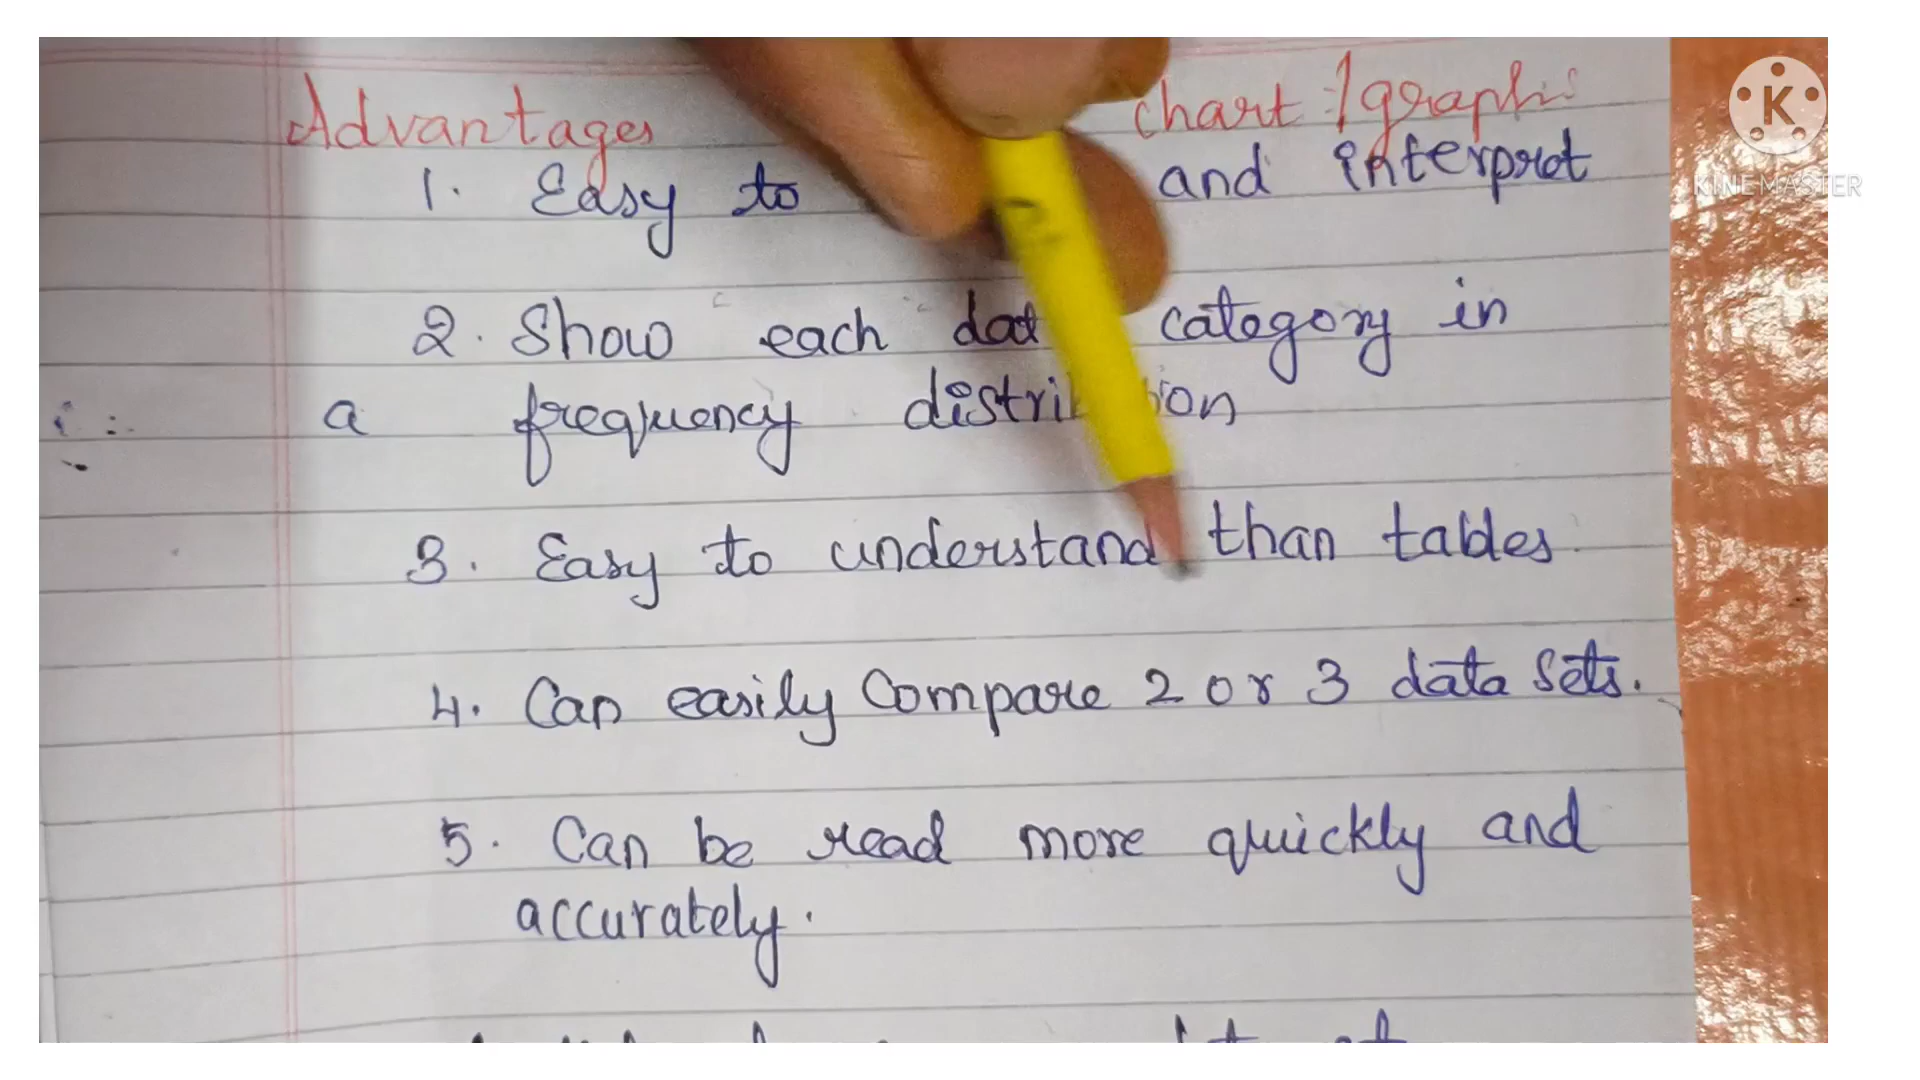 Advantages chart /graphs
1. Easy to and interpret
2. Show each dat category in
a frequency distri ion
3. Easy to understand than tables
4. Can easily Compare 2 or 3 data sets.
5. Can be read more quickly and
accurately.
K
KINEMASTER